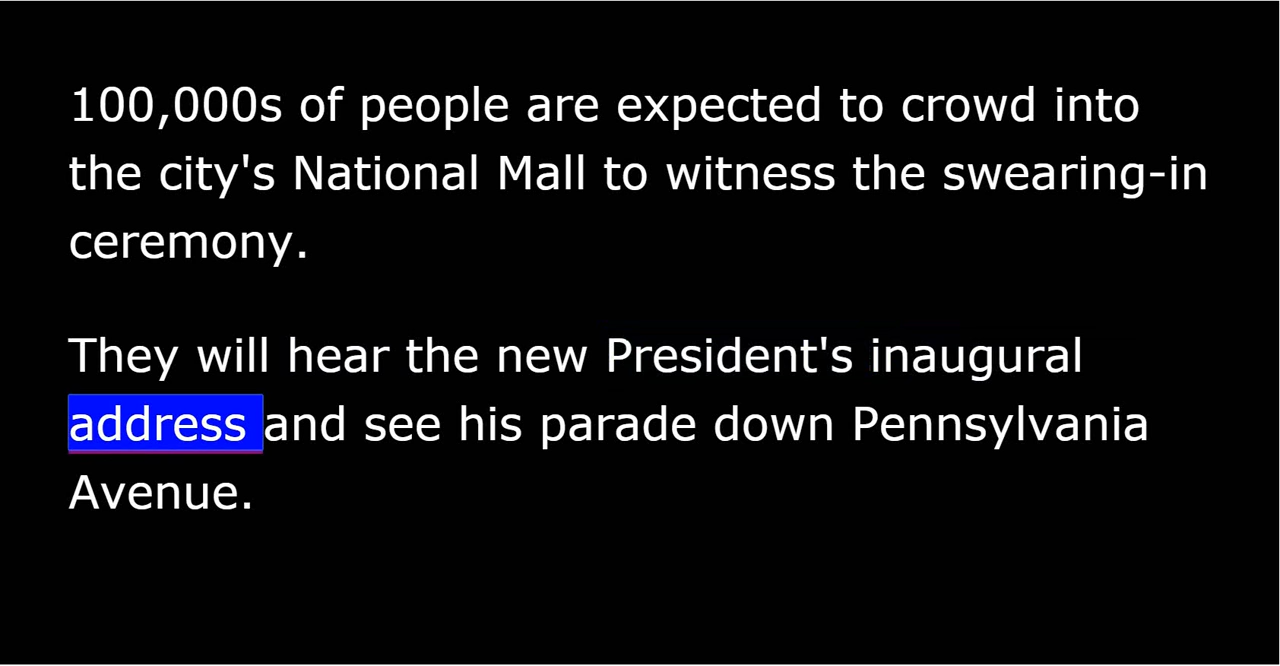 100,000s of people are expected to crowd into
the city's National Mall to witness the swearing-in
ceremony.
They will hear the new President's inaugural
address and see his parade down Pennsylvania
Avenue.